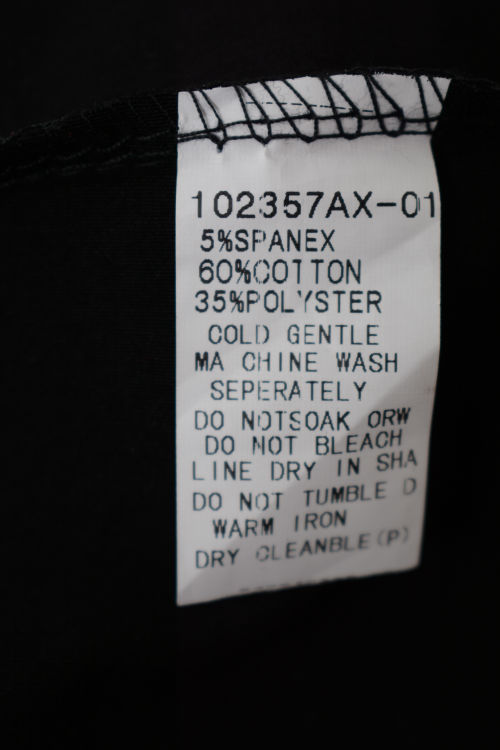 102357AX-01
5%SPANEX
60%COTTON
35%POLYSTER
COLD GENTLE
MA CHINE WASH
SEPERATELY
DO NOTSOAK ORW
DO NOT BLEACH
LINE DRY IN SHA
DO NOT TUMBLE D
WARM IRON
DRY CLEANBLE(P)